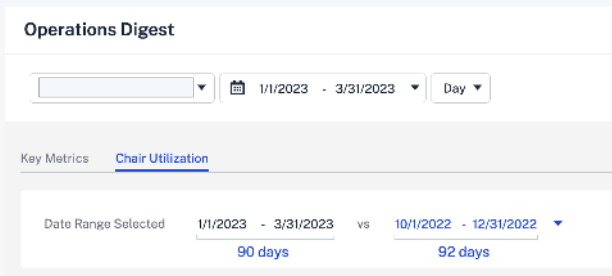 Operations Digest
1/1/2023 - 3/31/2023 Day
Key Metrics Chair Utilization
Date Range Selected 1/1/2023 - 3/31/2023 vs 10/1/2022 - 12/31/2022
90 days 92 days